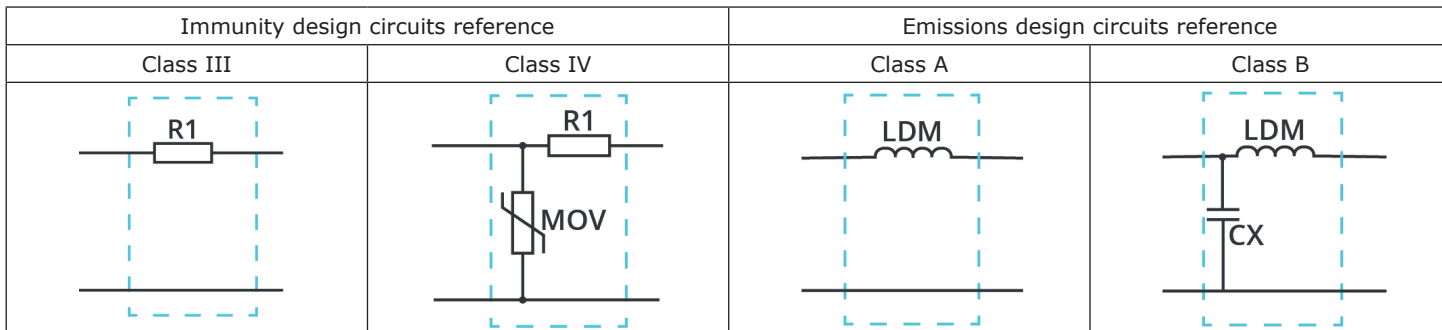 Immunity design circuits reference
Emissions design circuits reference
Class III
Class IV
Class A
Class B
R1
R1
MOV
LDM
LDM
CX